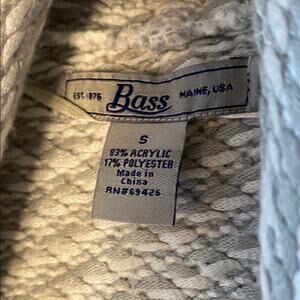 EST. 1876 Bass MAINE, USA
S
83% ACRYLIC
17% POLYESTER
Made in
China
RN#69426